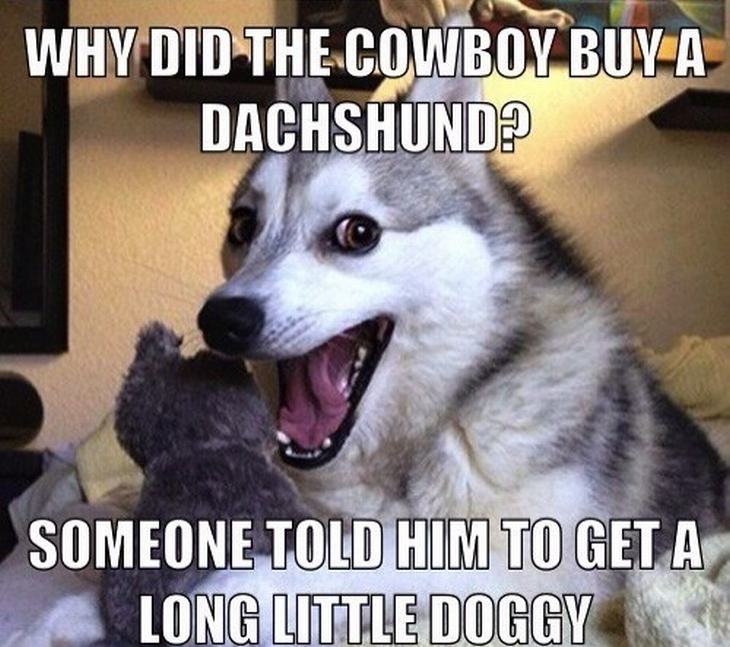 WHY DID THE COWBOY BUY A
DACHSHUND?
SOMEONE TOLD HIM TO GET A
LONG LITTLE DOGGY